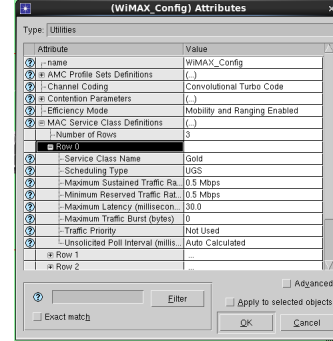 (WiMAX_Config) Attributes
Type: Utilities
Attribute Value
name WiMAX_Config
AMC Profile Sets Definitions (...)
Channel Coding Convolutional Turbo Code
Contention Parameters (...)
Efficiency Mode Mobility and Ranging Enabled
MAC Service Class Definitions (...)
Number of Rows 3
Row 0
Service Class Name Gold
Scheduling Type UGS
Maximum Sustained Traffic Ra... 0.5 Mbps
Minimum Reserved Traffic Rat... 0.5 Mbps
Maximum Latency (millisecon... 30.0
Maximum Traffic Burst (bytes) 0
Traffic Priority Not Used
Unsolicited Poll Interval (millis... Auto Calculated
Row 1 ...
Row 2 ...
Advanced
Filter
Apply to selected objects
Exact match
OK Cancel